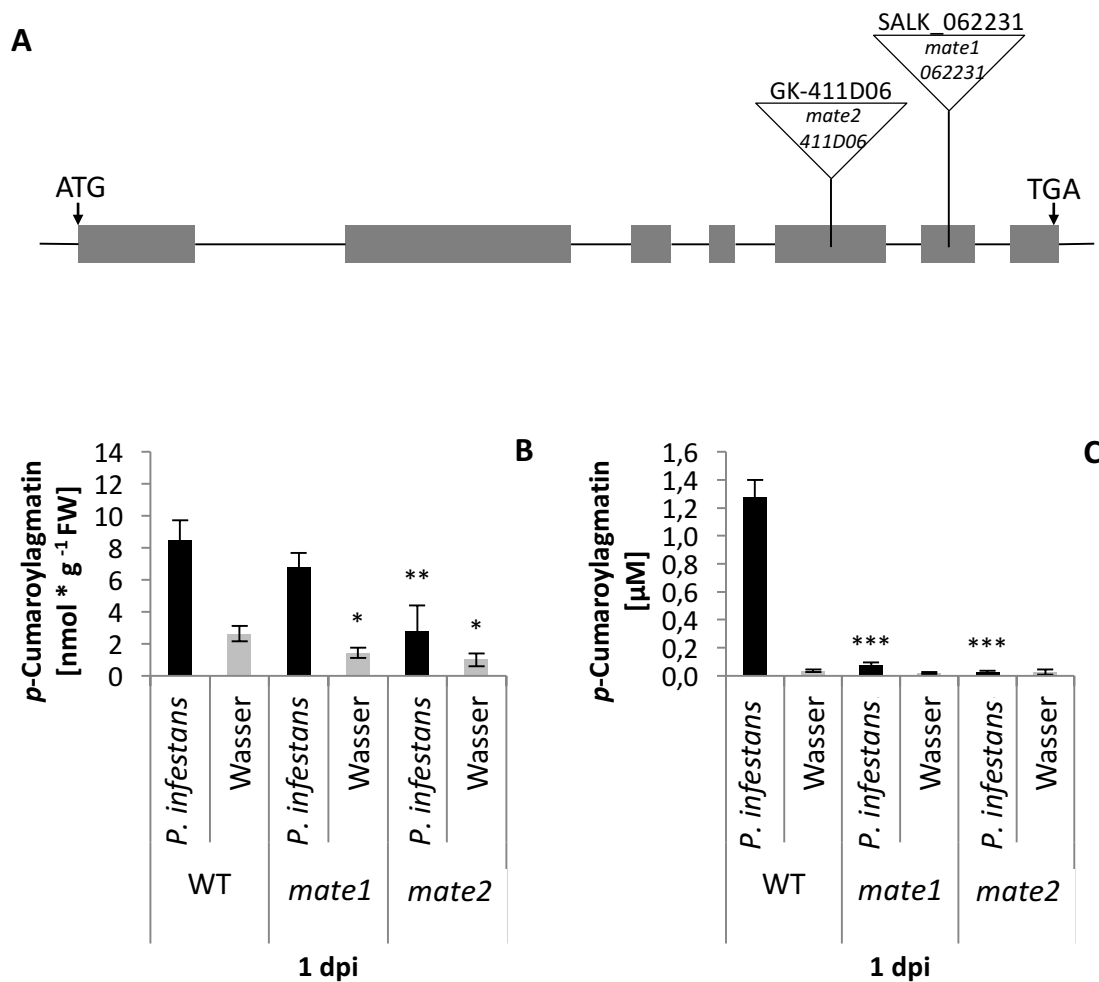 A
SALK_062231
mate1
062231
GK-411D06
mate2
411D06
ATG
TGA
B
p-Cumaroylagmatin
[nmol * g -1 FW]
14
12
10
8
6
4
2
0
**
*
*
P. infestans
Wasser
P. infestans
Wasser
P. infestans
Wasser
WT
mate1
mate2
1 dpi
C
p-Cumaroylagmatin
[µM]
1,6
1,4
1,2
1,0
0,8
0,6
0,4
0,2
0,0
***
***
P. infestans
Wasser
P. infestans
Wasser
P. infestans
Wasser
WT
mate1
mate2
1 dpi